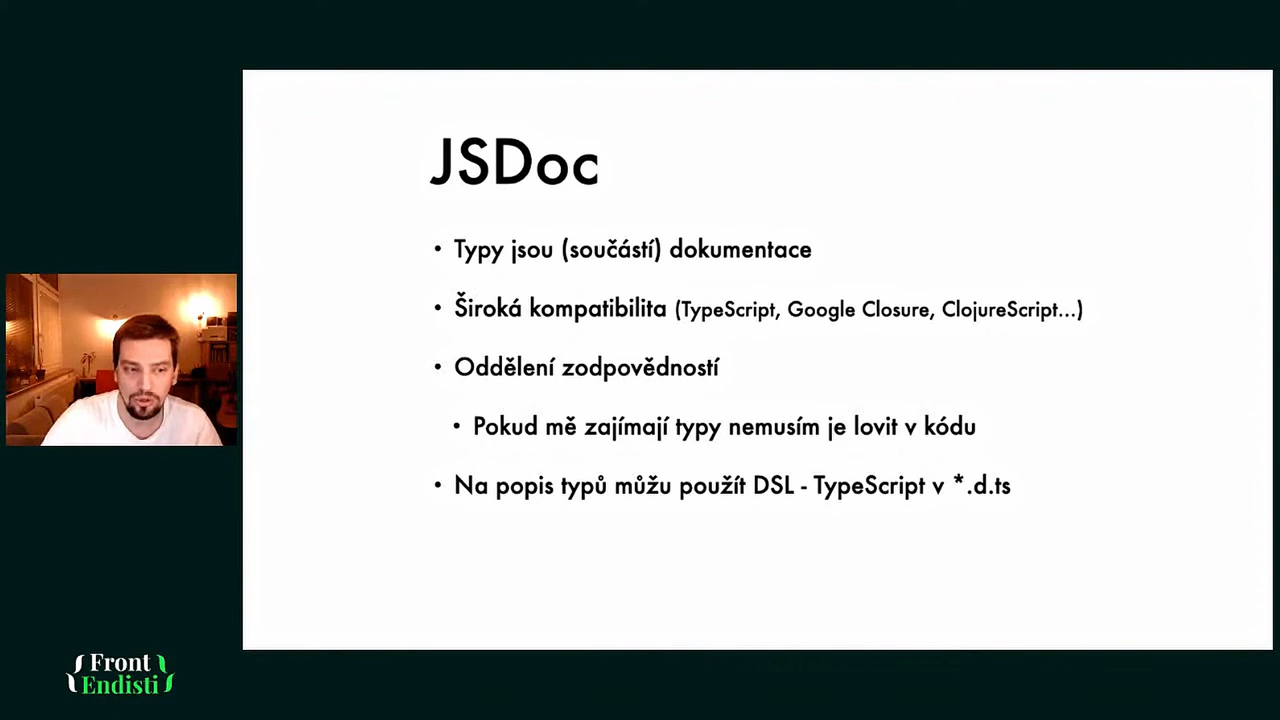 JSDoc
• Typy jsou (součástí) dokumentace
• Široká kompatibilita (TypeScript, Google Closure, ClojureScript...)
• Oddělení zodpovědností
• Pokud mě zajímají typy nemusím je lovit v kódu
• Na popis typů můžu použít DSL - TypeScript v *.d.ts
{Front
Endisti}